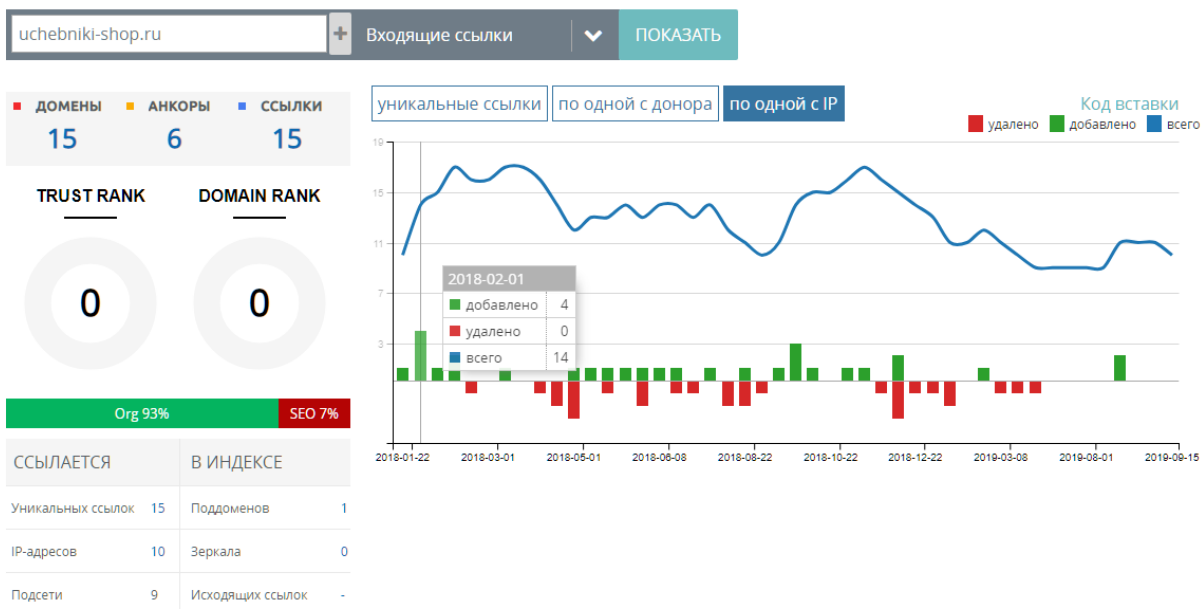 uchebniki-shop.ru + Входящие ссылки ПОКАЗАТЬ
ДОМЕНЫ АНКОРЫ ССЫЛКИ
15 6 15
TRUST RANK DOMAIN RANK
0 0
Org 93% SEO 7%
ССЫЛАЕТСЯ В ИНДЕКСЕ
Уникальных ссылок 15 Поддоменов 1
IP-адресов 10 Зеркала 0
Подсети 9 Исходящих ссылок -
уникальные ссылки по одной с донора по одной с IP
Код вставки
удалено добавлено всего
19
15
11
7
3
2018-02-01
добавлено 4
удалено 0
всего 14
2018-01-22 2018-03-01 2018-05-01 2018-06-08 2018-08-22 2018-10-22 2018-12-22 2019-03-08 2019-08-01 2019-09-15